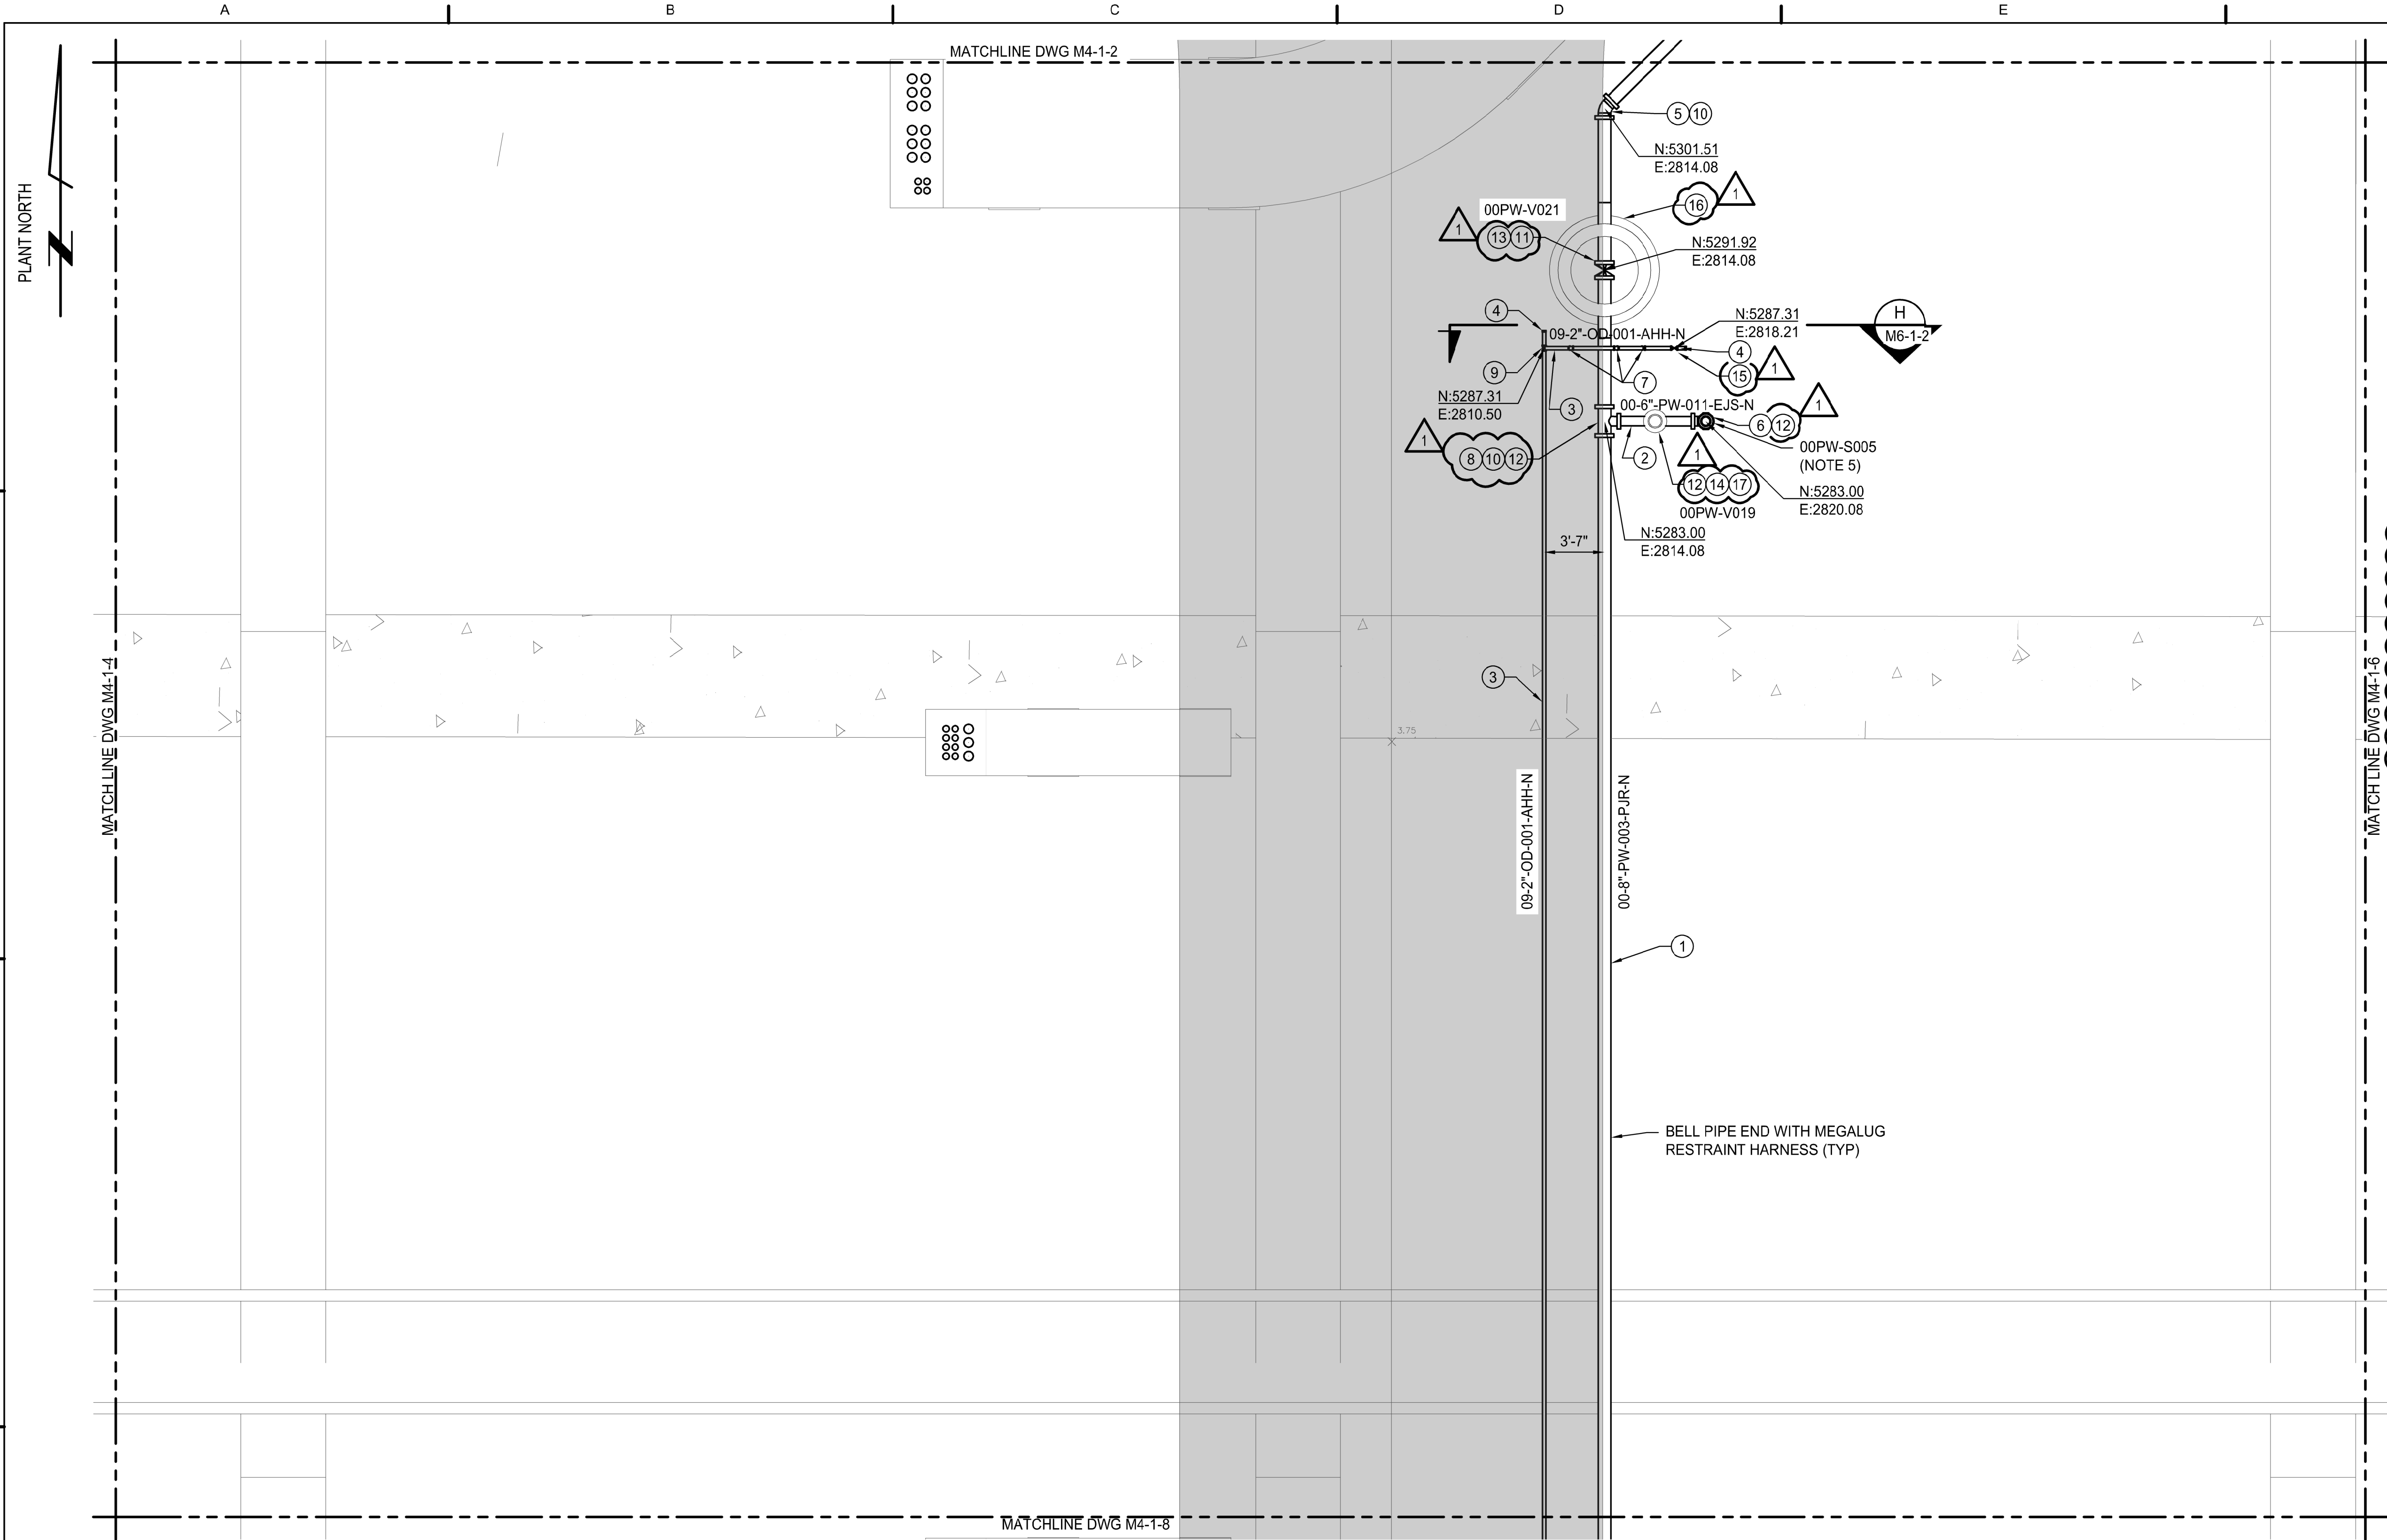 A
B
C
D
E
MATCHLINE DWG M4-1-2
PLANT NORTH
N
5 10
N:5301.51
E:2814.08
16
1
00PW-V021
1
13 11
N:5291.92
E:2814.08
4
09-2"-OD-001-AHH-N
N:5287.31
E:2818.21
H
M6-1-2
4
15
1
9
7
N:5287.31
E:2810.50
3
00-6"-PW-011-EJS-N
1
6 12
1
8 10 12
2
1
00PW-S005
(NOTE 5)
12 14 17
00PW-V019
N:5283.00
E:2820.08
N:5283.00
E:2814.08
3'-7"
MATCH LINE DWG M4-1-4
3
3.75
MATCH LINE DWG M4-1-6
09-2"-OD-001-AHH-N
00-8"-PW-003-PJR-N
1
BELL PIPE END WITH MEGALUG
RESTRAINT HARNESS (TYP)
MATCHLINE DWG M4-1-8